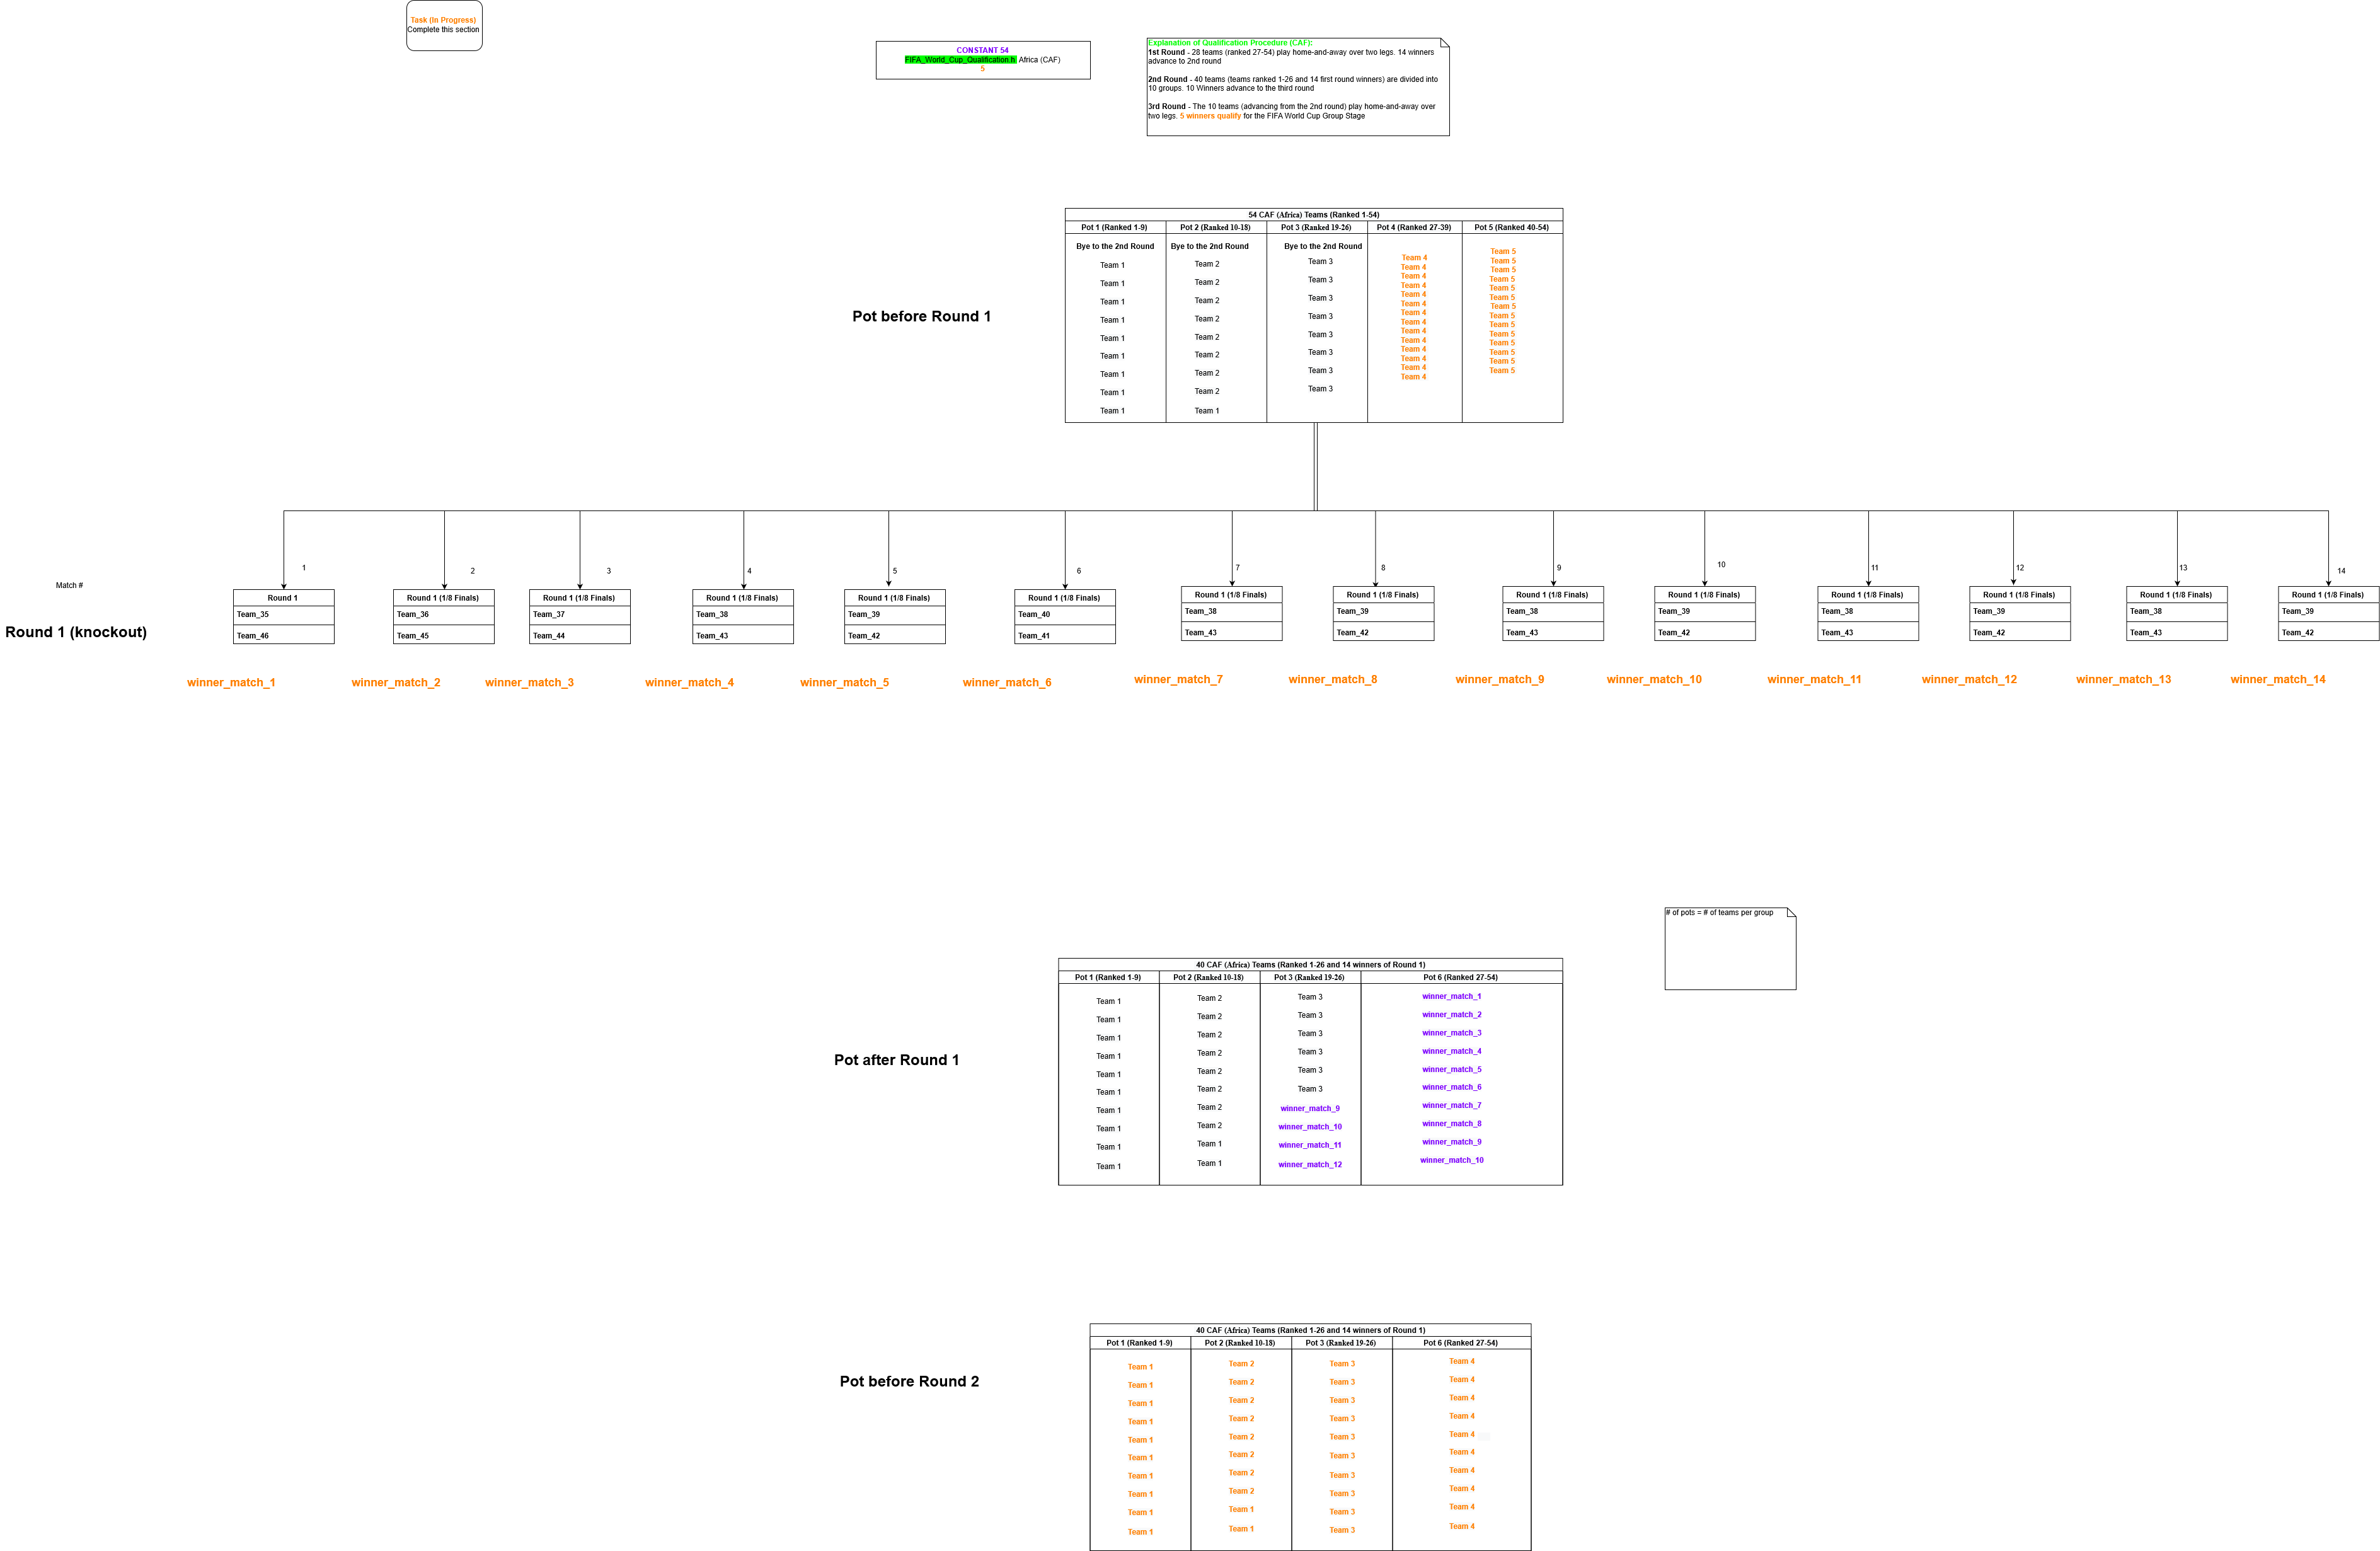 Task (In Progress)
Complete this section
CONSTANT 54
FIFA_World_Cup_Qualification.h. Africa (CAF)
5
Explanation of Qualification Procedure (CAF):
1st Round - 28 teams (ranked 27-54) play home-and-away over two legs. 14 winners
advance to 2nd round
2nd Round - 40 teams (teams ranked 1-26 and 14 first round winners) are divided into
10 groups. 10 Winners advance to the third round
3rd Round - The 10 teams (advancing from the 2nd round) play home-and-away over
two legs. 5 winners qualify for the FIFA World Cup Group Stage
54 CAF (Africa) Teams (Ranked 1-54)
Pot 1 (Ranked 1-9) Pot 2 (Ranked 10-18) Pot 3 (Ranked 19-26) Pot 4 (Ranked 27-39) Pot 5 (Ranked 40-54)
Bye to the 2nd Round Bye to the 2nd Round Bye to the 2nd Round
Team 1
Team 1
Team 1
Team 1
Team 1
Team 1
Team 1
Team 1
Team 1
Team 2
Team 2
Team 2
Team 2
Team 2
Team 2
Team 2
Team 2
Team 1
Team 3
Team 3
Team 3
Team 3
Team 3
Team 3
Team 3
Team 3
Team 4
Team 4
Team 4
Team 4
Team 4
Team 4
Team 4
Team 4
Team 4
Team 4
Team 4
Team 4
Team 4
Team 4
Team 5
Team 5
Team 5
Team 5
Team 5
Team 5
Team 5
Team 5
Team 5
Team 5
Team 5
Team 5
Team 5
Team 5
Pot before Round 1
Match #
1 2 3 4 5 6 7 8 9 10 11 12 13 14
Round 1 (knockout)
Round 1
Team_35
Team_46
Round 1 (1/8 Finals)
Team_36
Team_45
Round 1 (1/8 Finals)
Team_37
Team_44
Round 1 (1/8 Finals)
Team_38
Team_43
Round 1 (1/8 Finals)
Team_39
Team_42
Round 1 (1/8 Finals)
Team_40
Team_41
Round 1 (1/8 Finals)
Team_38
Team_43
Round 1 (1/8 Finals)
Team_39
Team_42
Round 1 (1/8 Finals)
Team_38
Team_43
Round 1 (1/8 Finals)
Team_39
Team_42
Round 1 (1/8 Finals)
Team_38
Team_43
Round 1 (1/8 Finals)
Team_39
Team_42
Round 1 (1/8 Finals)
Team_38
Team_43
Round 1 (1/8 Finals)
Team_39
Team_42
winner_match_1 winner_match_2 winner_match_3 winner_match_4 winner_match_5 winner_match_6 winner_match_7 winner_match_8 winner_match_9 winner_match_10 winner_match_11 winner_match_12 winner_match_13 winner_match_14
# of pots = # of teams per group
Pot after Round 1
40 CAF (Africa) Teams (Ranked 1-26 and 14 winners of Round 1)
Pot 1 (Ranked 1-9) Pot 2 (Ranked 10-18) Pot 3 (Ranked 19-26) Pot 6 (Ranked 27-54)
Team 1
Team 1
Team 1
Team 1
Team 1
Team 1
Team 1
Team 1
Team 1
Team 1
Team 2
Team 2
Team 2
Team 2
Team 2
Team 2
Team 2
Team 2
Team 1
Team 1
Team 3
Team 3
Team 3
Team 3
Team 3
Team 3
winner_match_9
winner_match_10
winner_match_11
winner_match_12
winner_match_1
winner_match_2
winner_match_3
winner_match_4
winner_match_5
winner_match_6
winner_match_7
winner_match_8
winner_match_9
winner_match_10
Pot before Round 2
40 CAF (Africa) Teams (Ranked 1-26 and 14 winners of Round 1)
Pot 1 (Ranked 1-9) Pot 2 (Ranked 10-18) Pot 3 (Ranked 19-26) Pot 6 (Ranked 27-54)
Team 1
Team 1
Team 1
Team 1
Team 1
Team 1
Team 1
Team 1
Team 1
Team 1
Team 2
Team 2
Team 2
Team 2
Team 2
Team 2
Team 2
Team 2
Team 1
Team 1
Team 3
Team 3
Team 3
Team 3
Team 3
Team 3
Team 3
Team 3
Team 3
Team 3
Team 4
Team 4
Team 4
Team 4
Team 4
Team 4
Team 4
Team 4
Team 4
Team 4